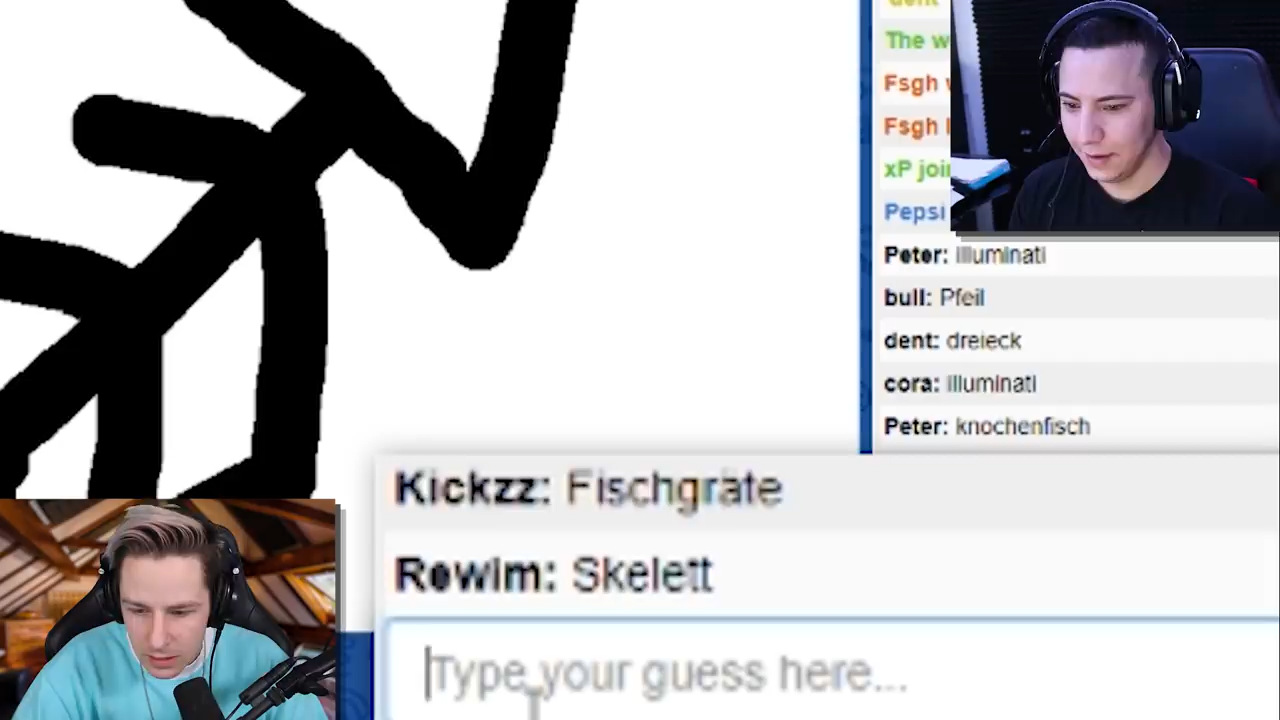 The w
Fsgh
Fsgh
xP join
Pepsi
Peter: illuminati
bull: Pfeil
dent: dreieck
cora: illuminati
Peter: knochenfisch
Kickzz: Fischgräte
Rewim: Skelett
Type your guess here...